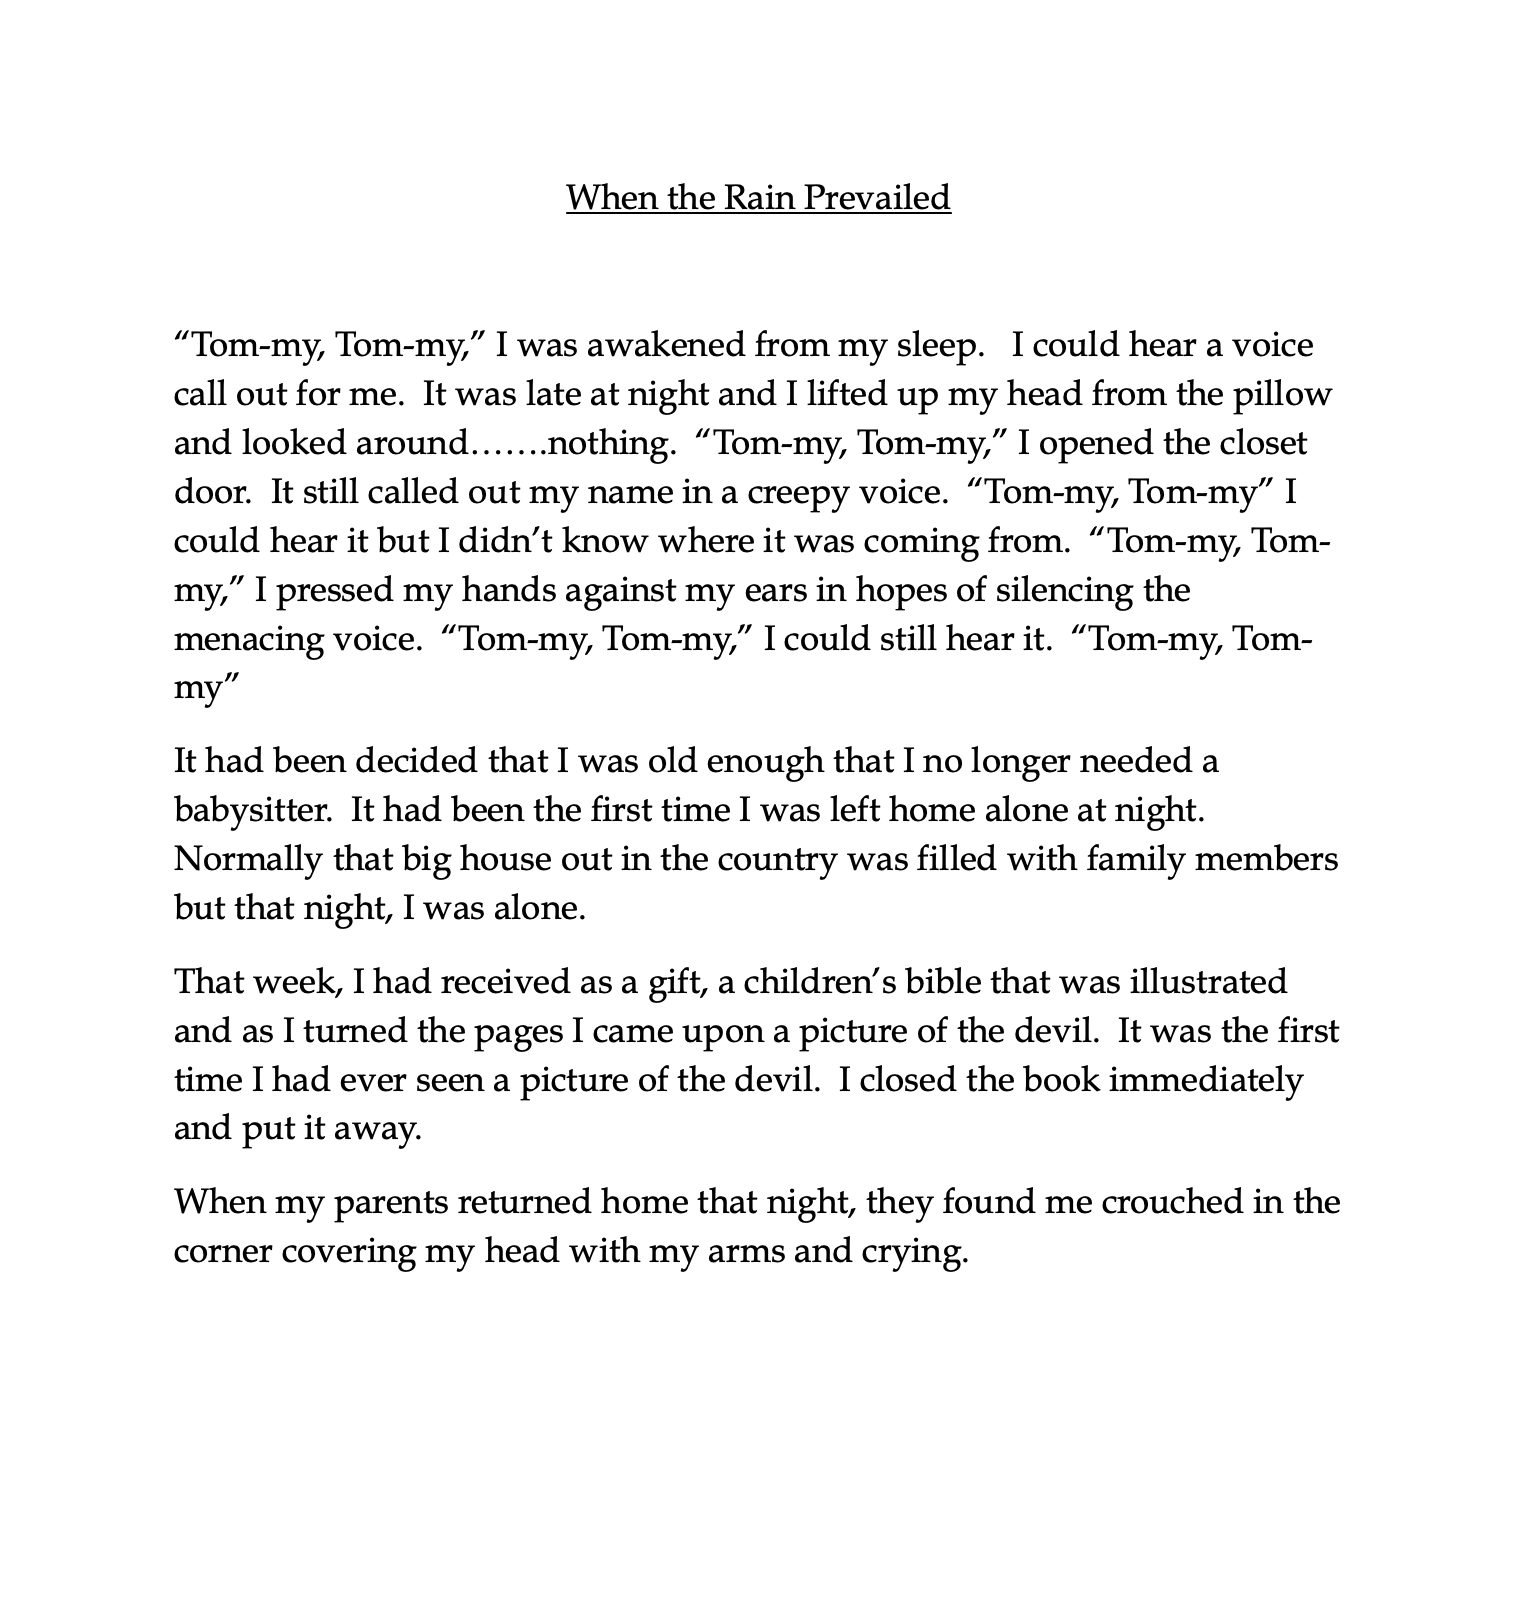 When the Rain Prevailed
“Tom-my, Tom-my,” I was awakened from my sleep.   I could hear a voice
call out for me.  It was late at night and I lifted up my head from the pillow
and looked around…….nothing.  “Tom-my, Tom-my,” I opened the closet
door.  It still called out my name in a creepy voice.  “Tom-my, Tom-my” I
could hear it but I didn’t know where it was coming from.  “Tom-my, Tom-
my,” I pressed my hands against my ears in hopes of silencing the
menacing voice.  “Tom-my, Tom-my,” I could still hear it.  “Tom-my, Tom-
my”
It had been decided that I was old enough that I no longer needed a
babysitter.  It had been the first time I was left home alone at night.
Normally that big house out in the country was filled with family members
but that night, I was alone.
That week, I had received as a gift, a children’s bible that was illustrated
and as I turned the pages I came upon a picture of the devil.  It was the first
time I had ever seen a picture of the devil.  I closed the book immediately
and put it away.
When my parents returned home that night, they found me crouched in the
corner covering my head with my arms and crying.